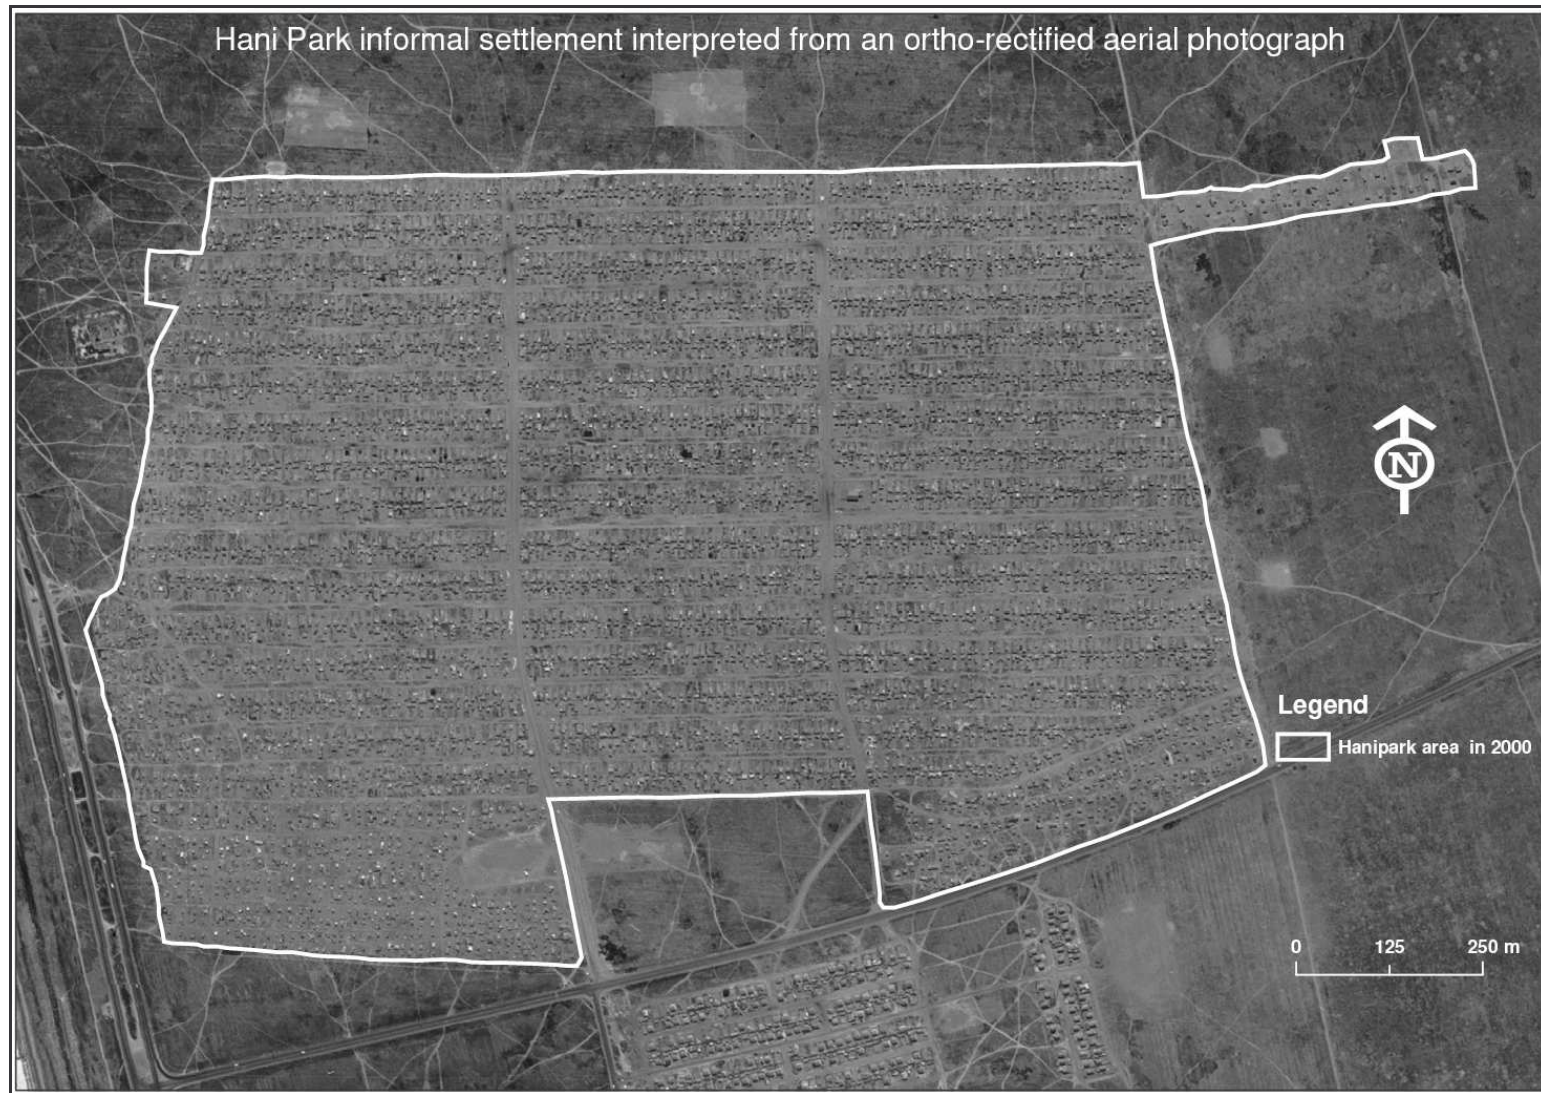 Hani Park informal settlement interpreted from an ortho-rectified aerial photograph
N
Legend
Hanipark area in 2000
0 125 250 m